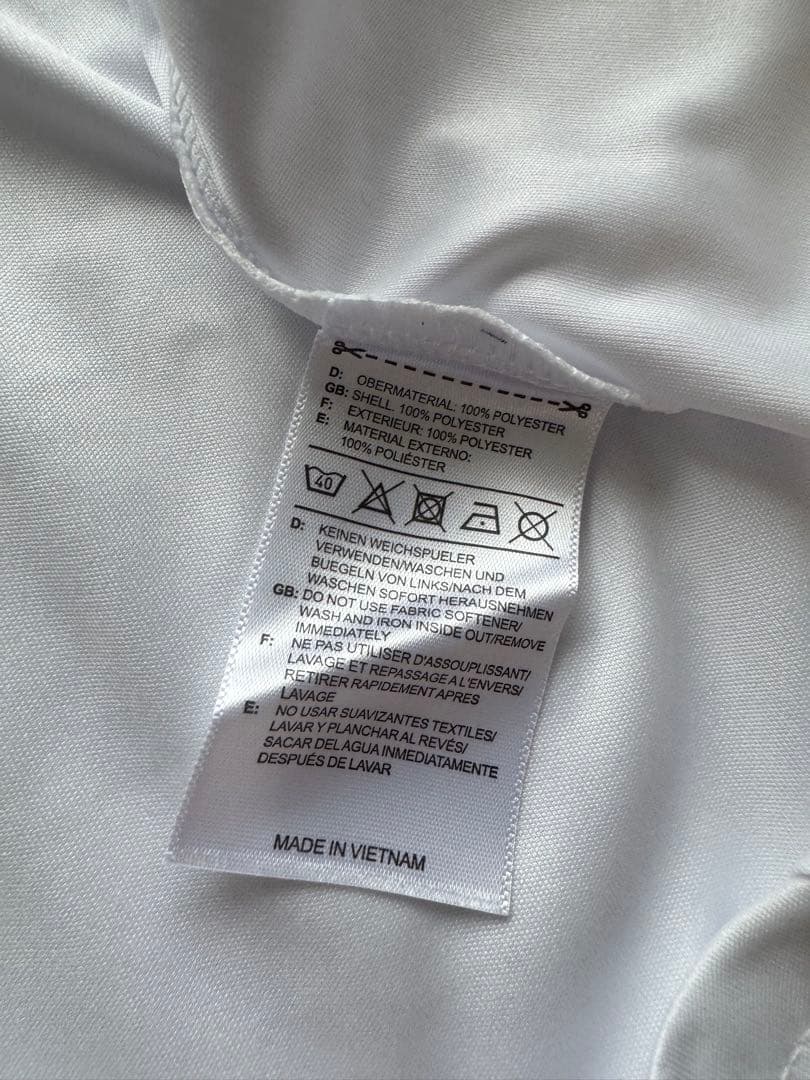 D: OBERMATERIAL: 100% POLYESTER
GB: SHELL. 100% POLYESTER
F: EXTERIEUR: 100% POLYESTER
E: MATERIAL EXTERNO:
100% POLIÉSTER
40
D: KEINEN WEICHSPUELER
VERWENDEN/WASCHEN UND
BUEGELN VON LINKS/NACH DEM
WASCHEN SOFORT HERAUSNEHMEN
GB: DO NOT USE FABRIC SOFTENER/
WASH AND IRON INSIDE OUT/REMOVE
IMMEDIATELY
F: NE PAS UTILISER D'ASSOUPLISSANT/
LAVAGE ET REPASSAGE A L'ENVERS/
RETIRER RAPIDEMENT APRES
LAVAGE
E: NO USAR SUAVIZANTES TEXTILES/
LAVAR Y PLANCHAR AL REVÉS/
SACAR DEL AGUA INMEDIATAMENTE
DESPUÉS DE LAVAR
MADE IN VIETNAM